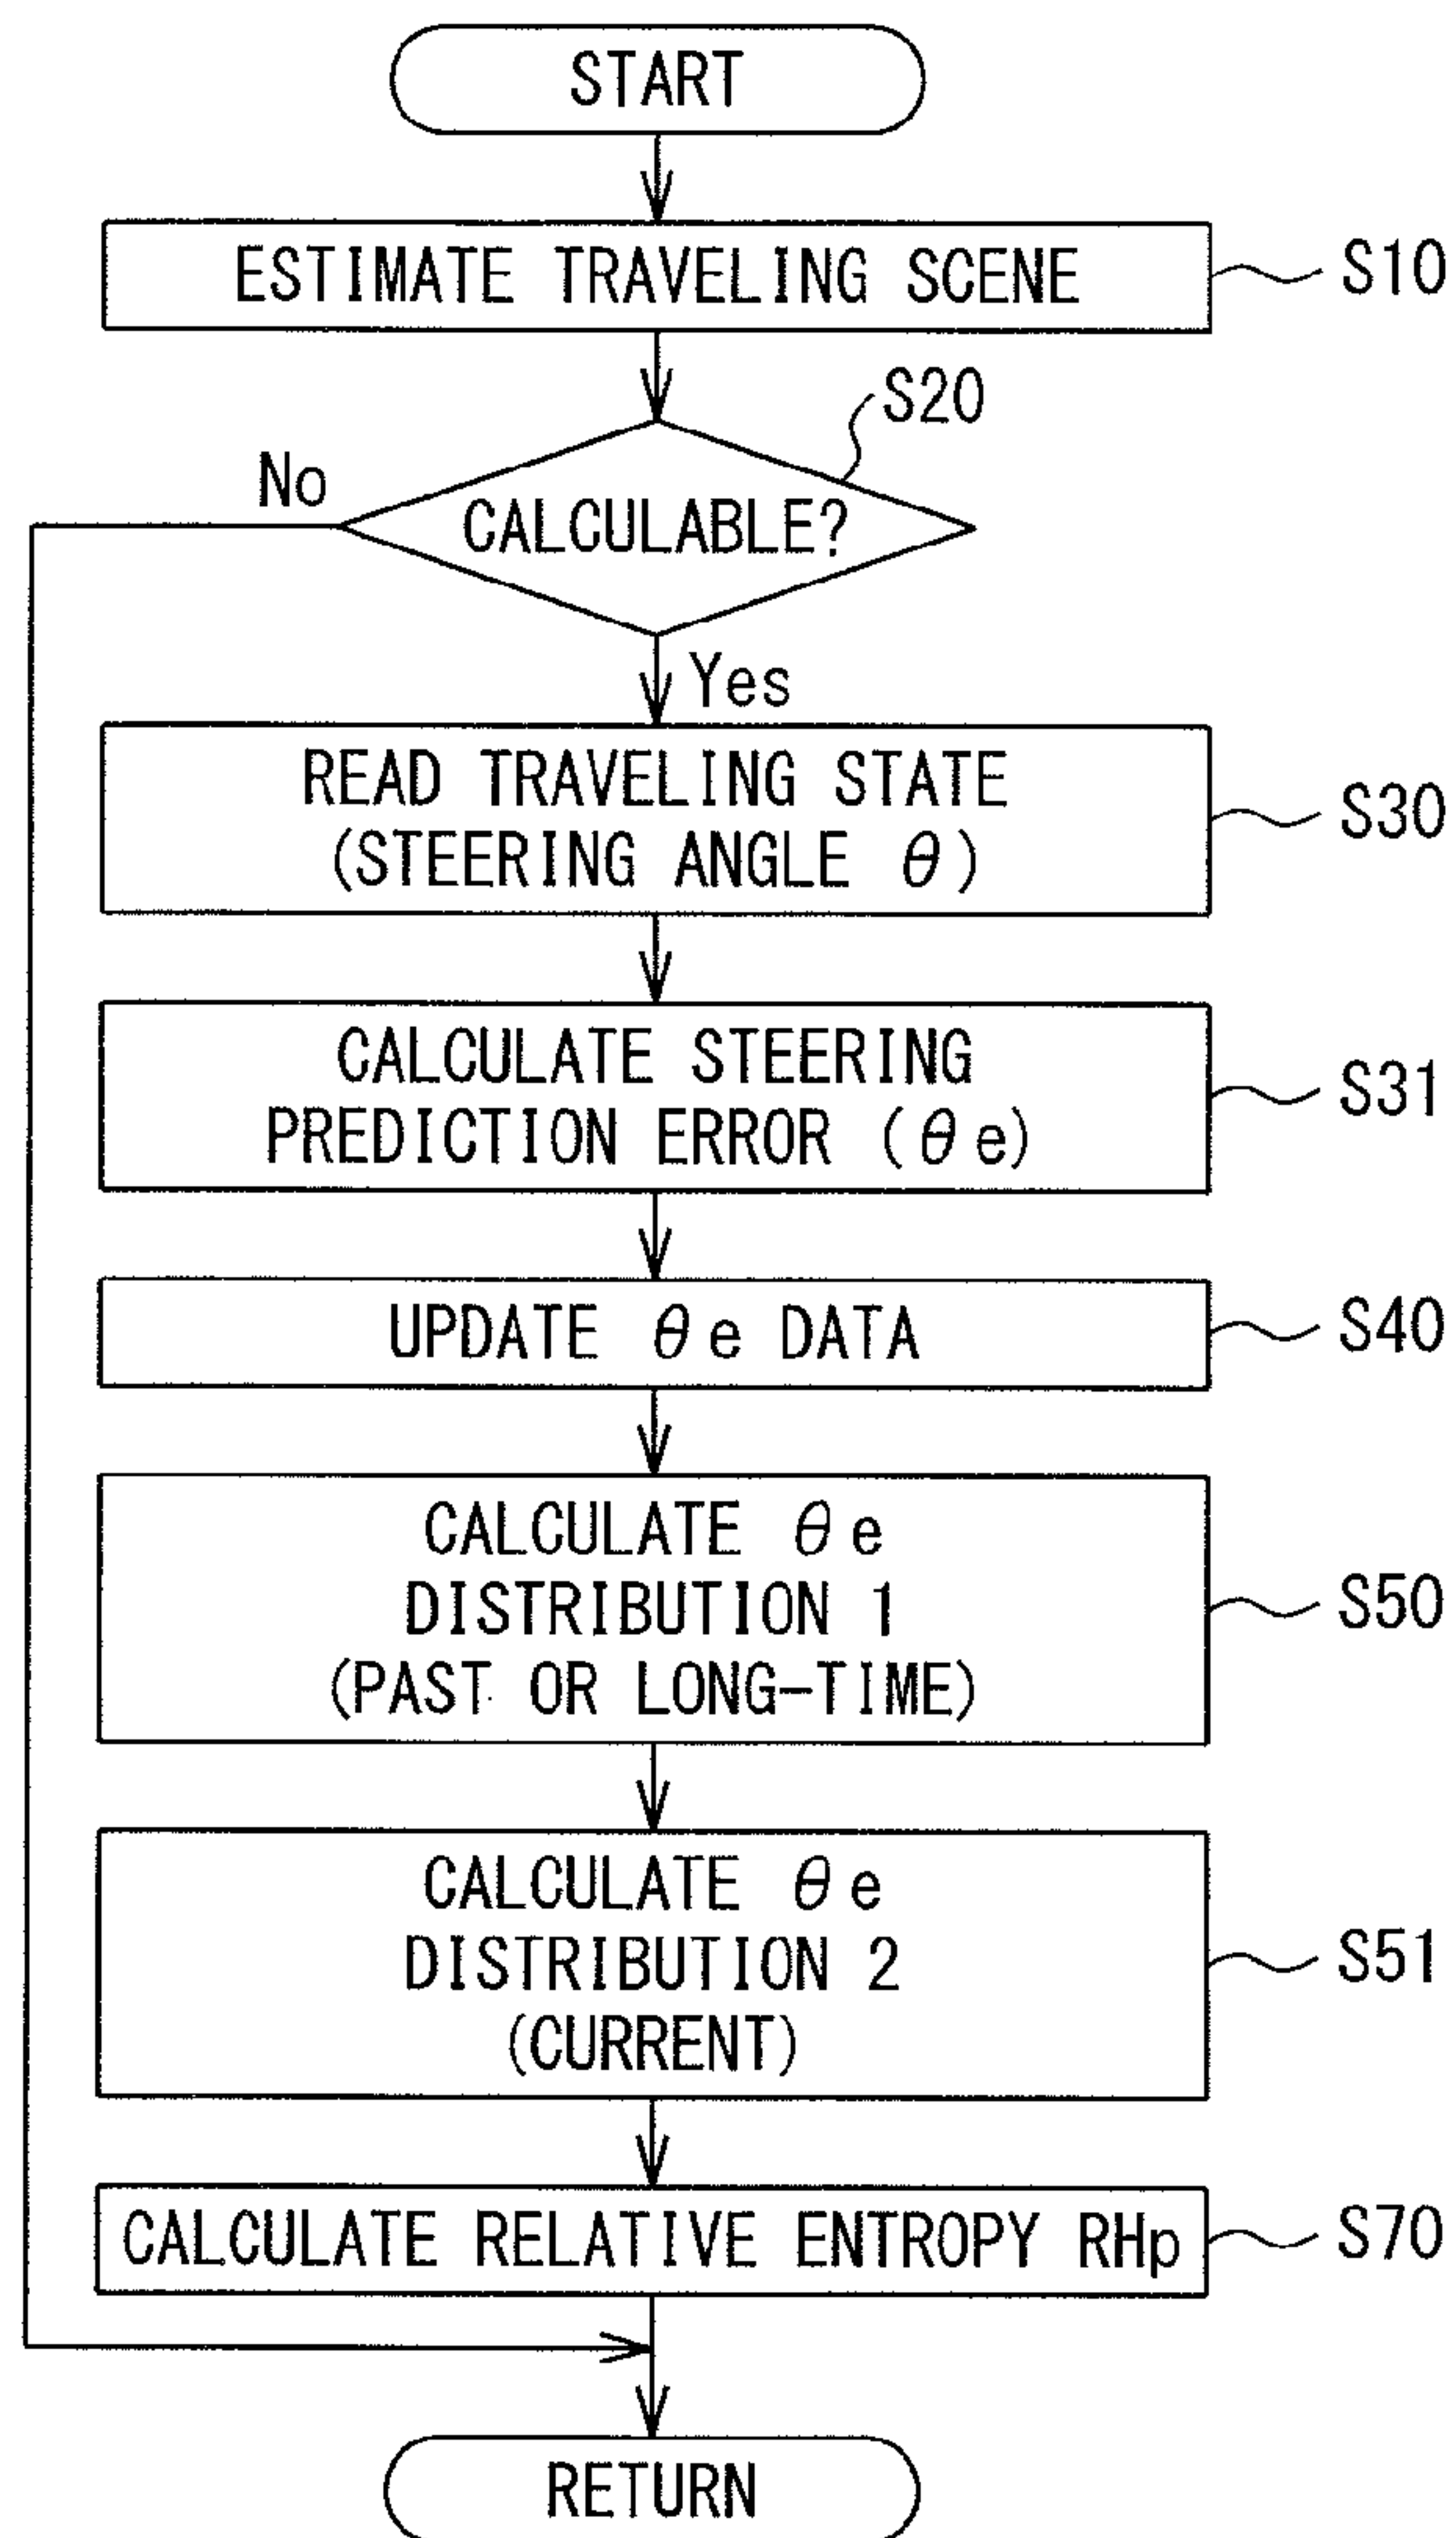 START
ESTIMATE TRAVELING SCENE
S10
S20
No
CALCULABLE?
Yes
READ TRAVELING STATE
(STEERING ANGLE θ)
S30
CALCULATE STEERING
PREDICTION ERROR (θe)
S31
UPDATE θe DATA
S40
CALCULATE θe
DISTRIBUTION 1
(PAST OR LONG-TIME)
S50
CALCULATE θe
DISTRIBUTION 2
(CURRENT)
S51
CALCULATE RELATIVE ENTROPY RHp
S70
RETURN